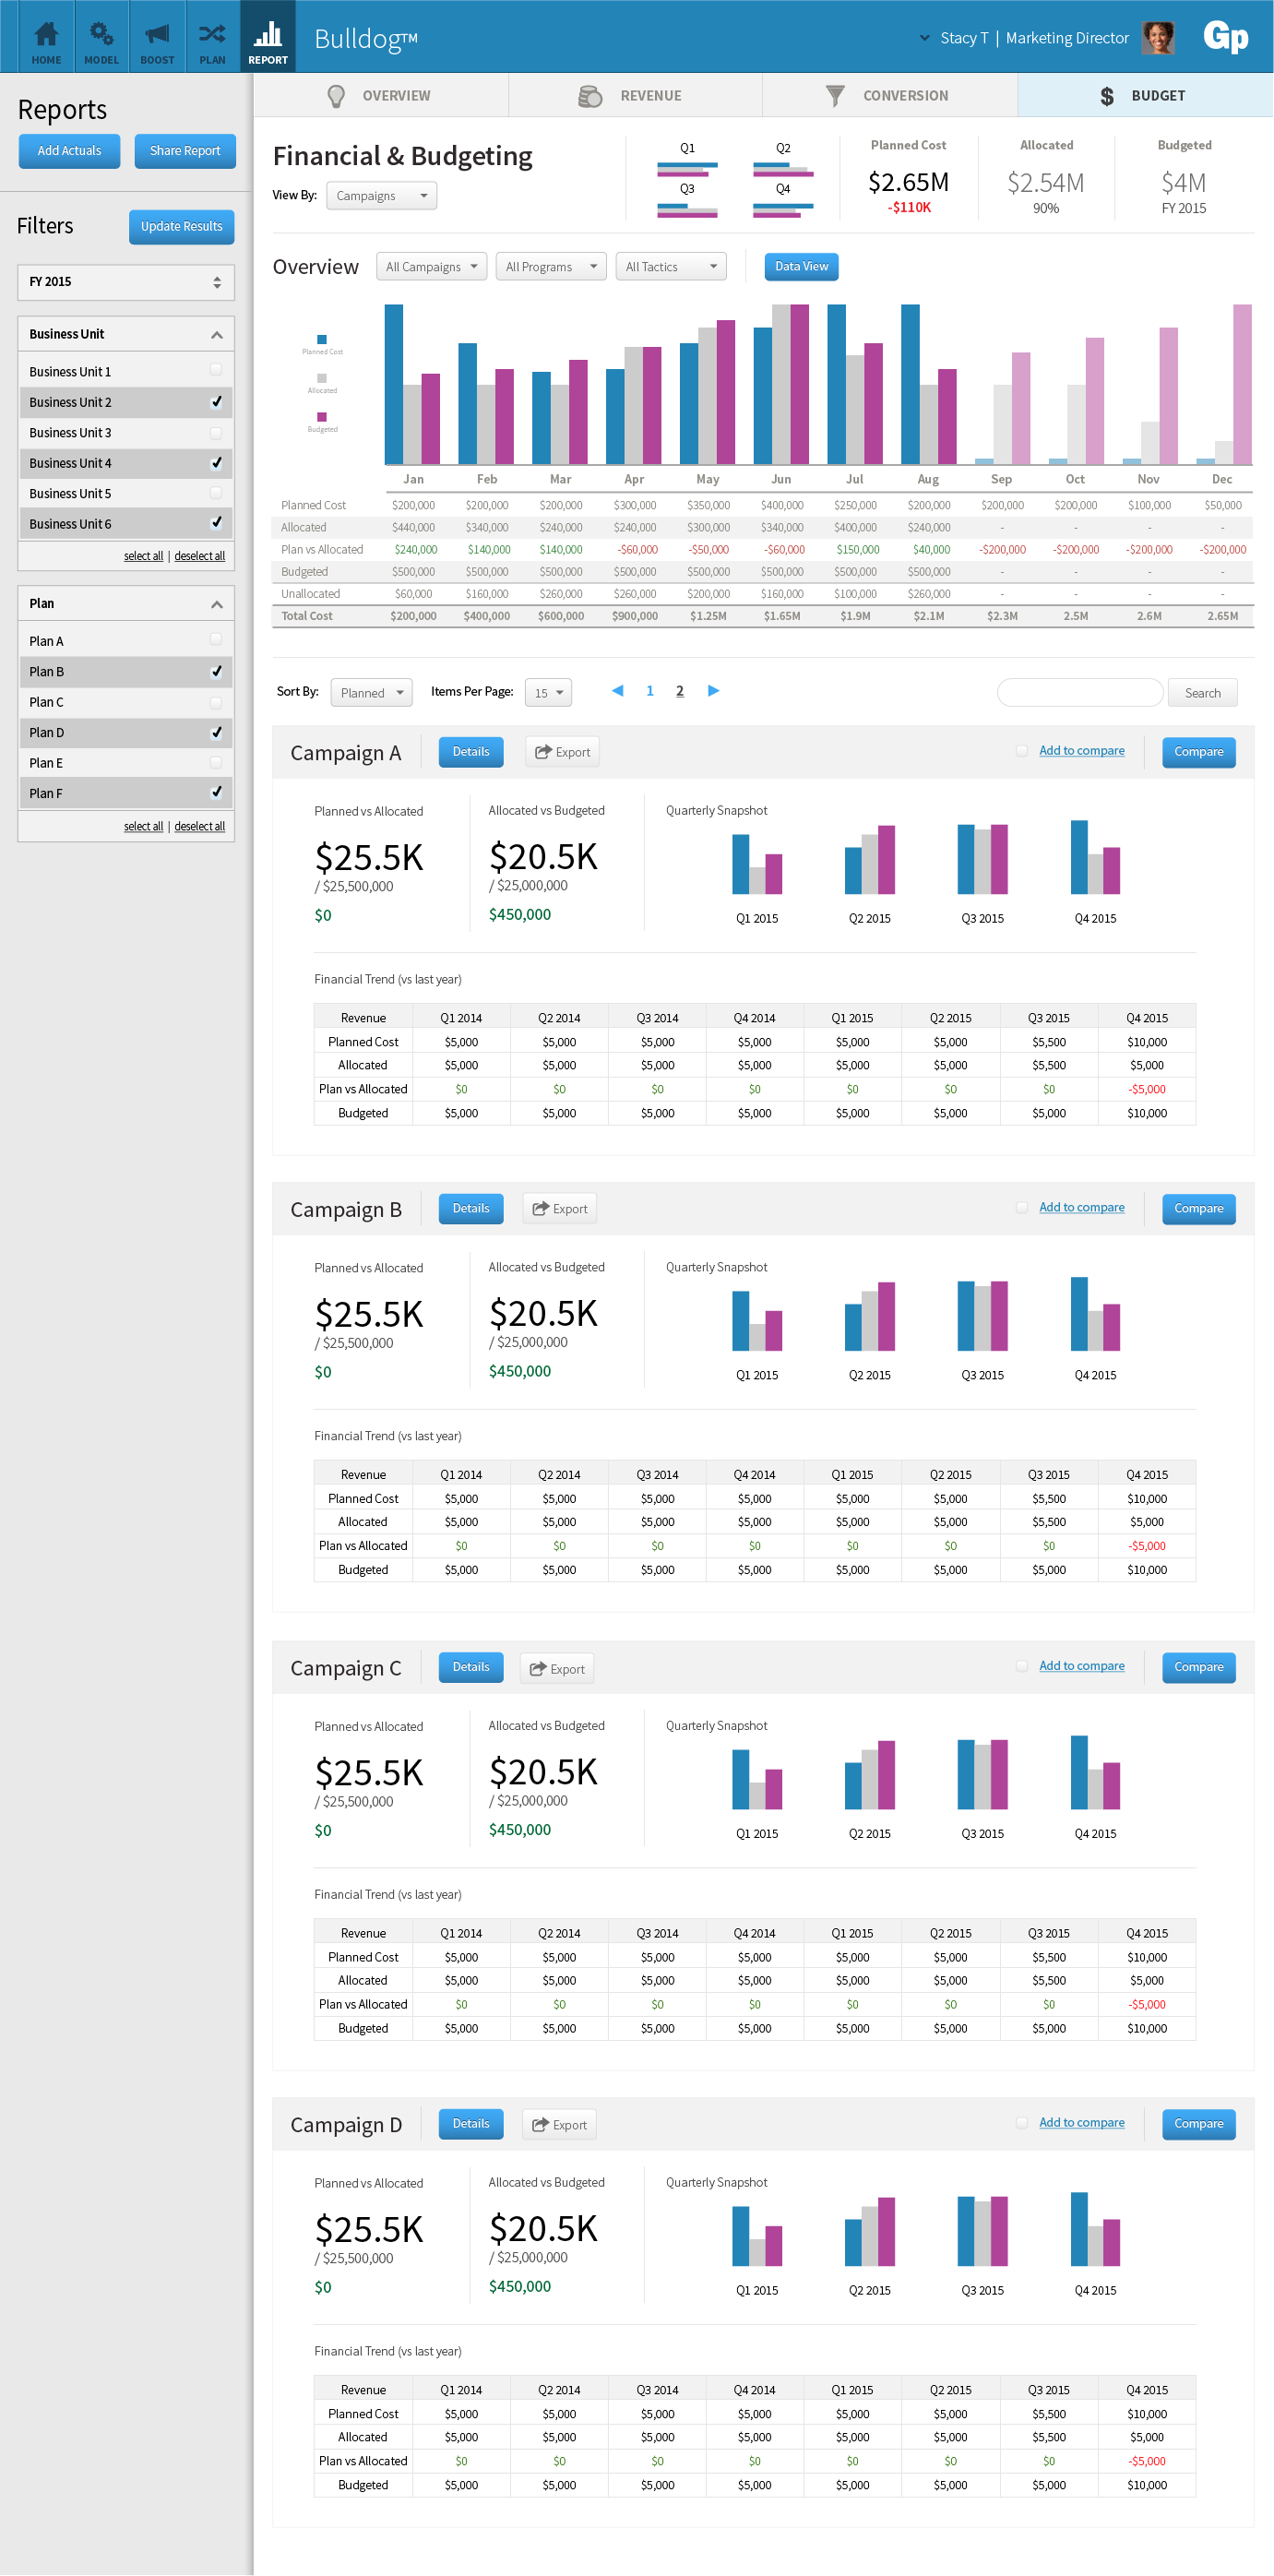 HOME MODEL BOOST PLAN REPORT
Bulldog™
Stacy T | Marketing Director
Gp
Reports
Add Actuals Share Report
Filters Update Results
FY 2015
Business Unit
Business Unit 1
Business Unit 2
Business Unit 3
Business Unit 4
Business Unit 5
Business Unit 6
select all | deselect all
Plan
Plan A
Plan B
Plan C
Plan D
Plan E
Plan F
select all | deselect all
OVERVIEW REVENUE CONVERSION $ BUDGET
Financial & Budgeting
View By: Campaigns
Q1 Q2
Q3 Q4
Planned Cost Allocated Budgeted
$2.65M $2.54M $4M
-$110K 90% FY 2015
Overview All Campaigns All Programs All Tactics Data View
Planned Cost
Allocated
Budgeted
Jan Feb Mar Apr May Jun Jul Aug Sep Oct Nov Dec
Planned Cost $200,000 $200,000 $200,000 $300,000 $350,000 $400,000 $250,000 $200,000 $200,000 $200,000 $100,000 $50,000
Allocated $440,000 $340,000 $240,000 $240,000 $300,000 $340,000 $400,000 $240,000 - - - -
Plan vs Allocated $240,000 $140,000 $140,000 -$60,000 -$50,000 -$60,000 $150,000 $40,000 -$200,000 -$200,000 -$200,000 -$200,000
Budgeted $500,000 $500,000 $500,000 $500,000 $500,000 $500,000 $500,000 $500,000 - - - -
Unallocated $60,000 $160,000 $260,000 $260,000 $200,000 $160,000 $100,000 $260,000 - - - -
Total Cost $200,000 $400,000 $600,000 $900,000 $1.25M $1.65M $1.9M $2.1M $2.3M 2.5M 2.6M 2.65M
Sort By: Planned Items Per Page: 15 1 2 Search
Campaign A Details Export Add to compare Compare
Planned vs Allocated Allocated vs Budgeted Quarterly Snapshot
$25.5K $20.5K
/ $25,500,000 / $25,000,000
$0 $450,000
Q1 2015 Q2 2015 Q3 2015 Q4 2015
Financial Trend (vs last year)
Revenue Q1 2014 Q2 2014 Q3 2014 Q4 2014 Q1 2015 Q2 2015 Q3 2015 Q4 2015
Planned Cost $5,000 $5,000 $5,000 $5,000 $5,000 $5,000 $5,500 $10,000
Allocated $5,000 $5,000 $5,000 $5,000 $5,000 $5,000 $5,500 $5,000
Plan vs Allocated $0 $0 $0 $0 $0 $0 $0 -$5,000
Budgeted $5,000 $5,000 $5,000 $5,000 $5,000 $5,000 $5,000 $10,000
Campaign B Details Export Add to compare Compare
Planned vs Allocated Allocated vs Budgeted Quarterly Snapshot
$25.5K $20.5K
/ $25,500,000 / $25,000,000
$0 $450,000
Q1 2015 Q2 2015 Q3 2015 Q4 2015
Financial Trend (vs last year)
Revenue Q1 2014 Q2 2014 Q3 2014 Q4 2014 Q1 2015 Q2 2015 Q3 2015 Q4 2015
Planned Cost $5,000 $5,000 $5,000 $5,000 $5,000 $5,000 $5,500 $10,000
Allocated $5,000 $5,000 $5,000 $5,000 $5,000 $5,000 $5,500 $5,000
Plan vs Allocated $0 $0 $0 $0 $0 $0 $0 -$5,000
Budgeted $5,000 $5,000 $5,000 $5,000 $5,000 $5,000 $5,000 $10,000
Campaign C Details Export Add to compare Compare
Planned vs Allocated Allocated vs Budgeted Quarterly Snapshot
$25.5K $20.5K
/ $25,500,000 / $25,000,000
$0 $450,000
Q1 2015 Q2 2015 Q3 2015 Q4 2015
Financial Trend (vs last year)
Revenue Q1 2014 Q2 2014 Q3 2014 Q4 2014 Q1 2015 Q2 2015 Q3 2015 Q4 2015
Planned Cost $5,000 $5,000 $5,000 $5,000 $5,000 $5,000 $5,500 $10,000
Allocated $5,000 $5,000 $5,000 $5,000 $5,000 $5,000 $5,500 $5,000
Plan vs Allocated $0 $0 $0 $0 $0 $0 $0 -$5,000
Budgeted $5,000 $5,000 $5,000 $5,000 $5,000 $5,000 $5,000 $10,000
Campaign D Details Export Add to compare Compare
Planned vs Allocated Allocated vs Budgeted Quarterly Snapshot
$25.5K $20.5K
/ $25,500,000 / $25,000,000
$0 $450,000
Q1 2015 Q2 2015 Q3 2015 Q4 2015
Financial Trend (vs last year)
Revenue Q1 2014 Q2 2014 Q3 2014 Q4 2014 Q1 2015 Q2 2015 Q3 2015 Q4 2015
Planned Cost $5,000 $5,000 $5,000 $5,000 $5,000 $5,000 $5,500 $10,000
Allocated $5,000 $5,000 $5,000 $5,000 $5,000 $5,000 $5,500 $5,000
Plan vs Allocated $0 $0 $0 $0 $0 $0 $0 -$5,000
Budgeted $5,000 $5,000 $5,000 $5,000 $5,000 $5,000 $5,000 $10,000